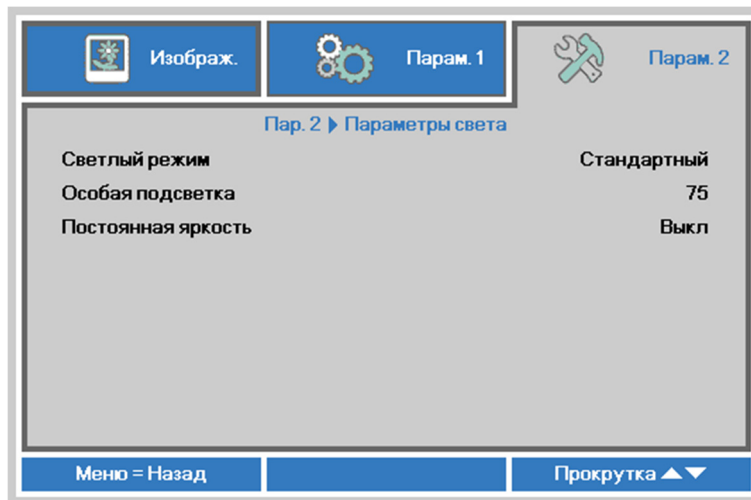 Изображ. Парам. 1 Парам. 2
Пар. 2 ▶ Параметры света
Светлый режим Стандартный
Особая подсветка 75
Постоянная яркость Выкл
Меню = Назад Прокрутка ▲▼